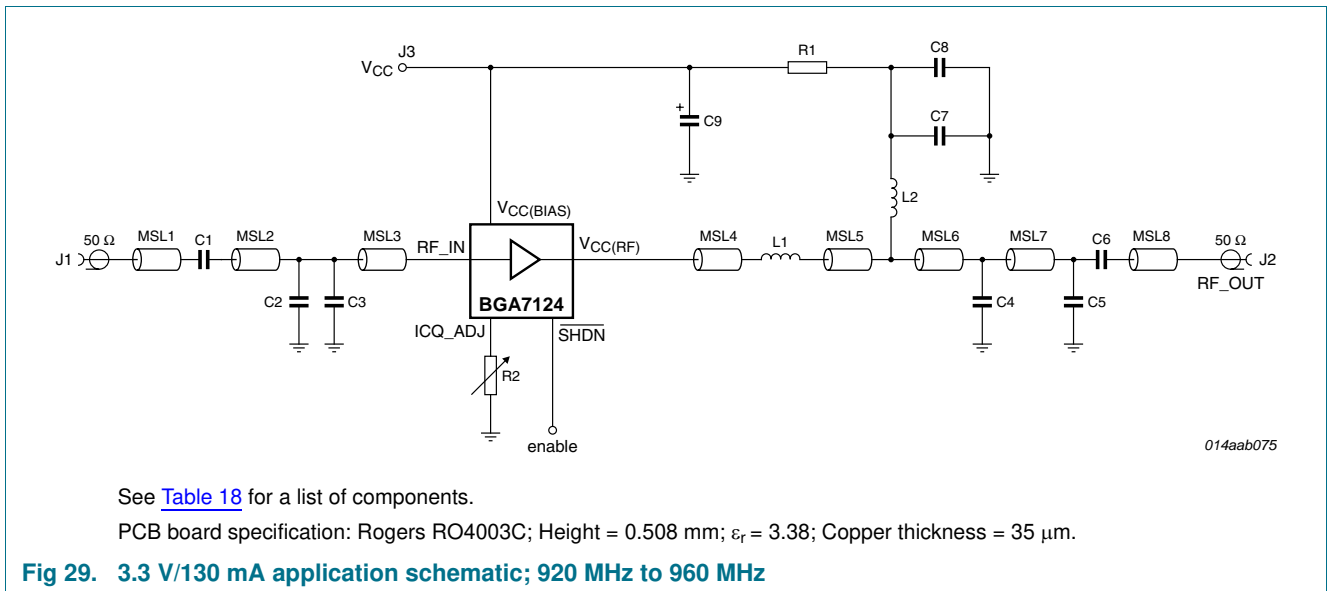 J3
VCC
R1
C8
C7
+
C9
L2
VCC(BIAS)
50 Ω
MSL1
C1
MSL2
MSL3
RF_IN
VCC(RF)
MSL4
L1
MSL5
MSL6
MSL7
C6
MSL8
50 Ω
J1
J2
RF_OUT
C2
C3
BGA7124
C4
C5
ICQ_ADJ
SHDN
R2
enable
014aab075
See Table 18 for a list of components.
PCB board specification: Rogers RO4003C; Height = 0.508 mm; εr = 3.38; Copper thickness = 35 μm.
Fig 29. 3.3 V/130 mA application schematic; 920 MHz to 960 MHz